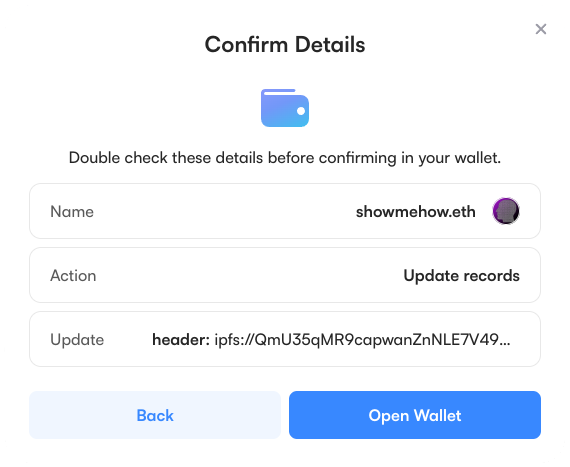 Confirm Details
Double check these details before confirming in your wallet.
Name showmehow.eth
Action Update records
Update header: ipfs://QmU35qMR9capwanZnNLE7V49...
Back Open Wallet